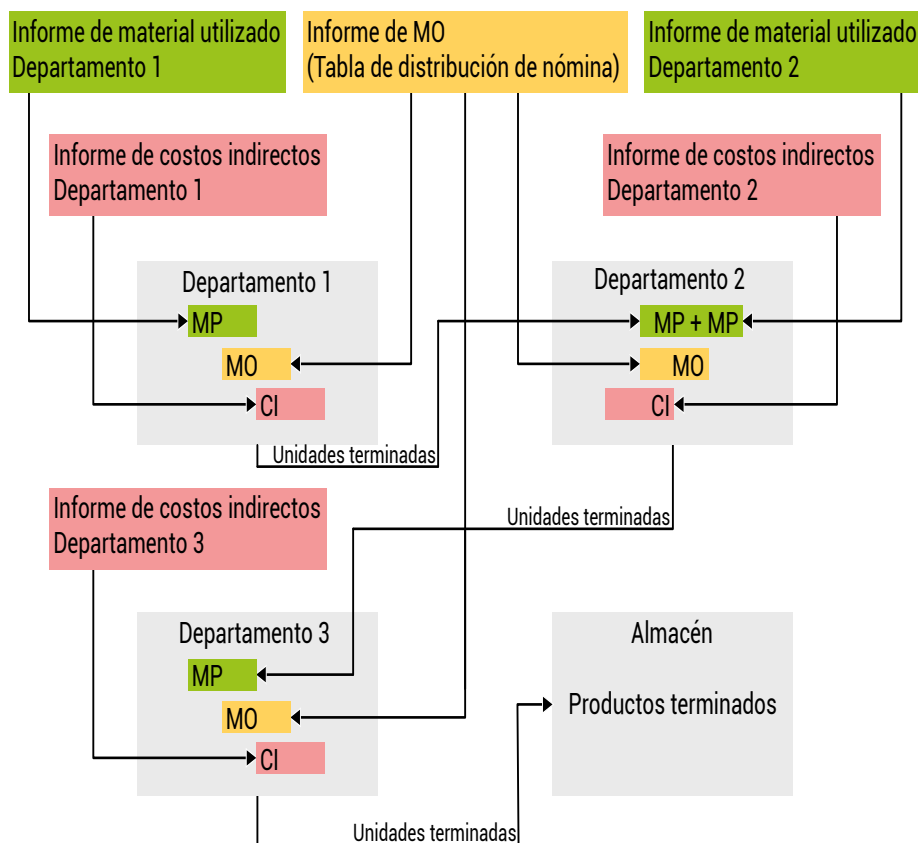 Informe de material utilizado
Departamento 1
Informe de MO
(Tabla de distribución de nómina)
Informe de material utilizado
Departamento 2
Informe de costos indirectos
Departamento 1
Informe de costos indirectos
Departamento 2
Departamento 1
MP
MO
CI
Unidades terminadas
Departamento 2
MP + MP
MO
CI
Unidades terminadas
Informe de costos indirectos
Departamento 3
Departamento 3
MP
MO
CI
Unidades terminadas
Almacén
Productos terminados